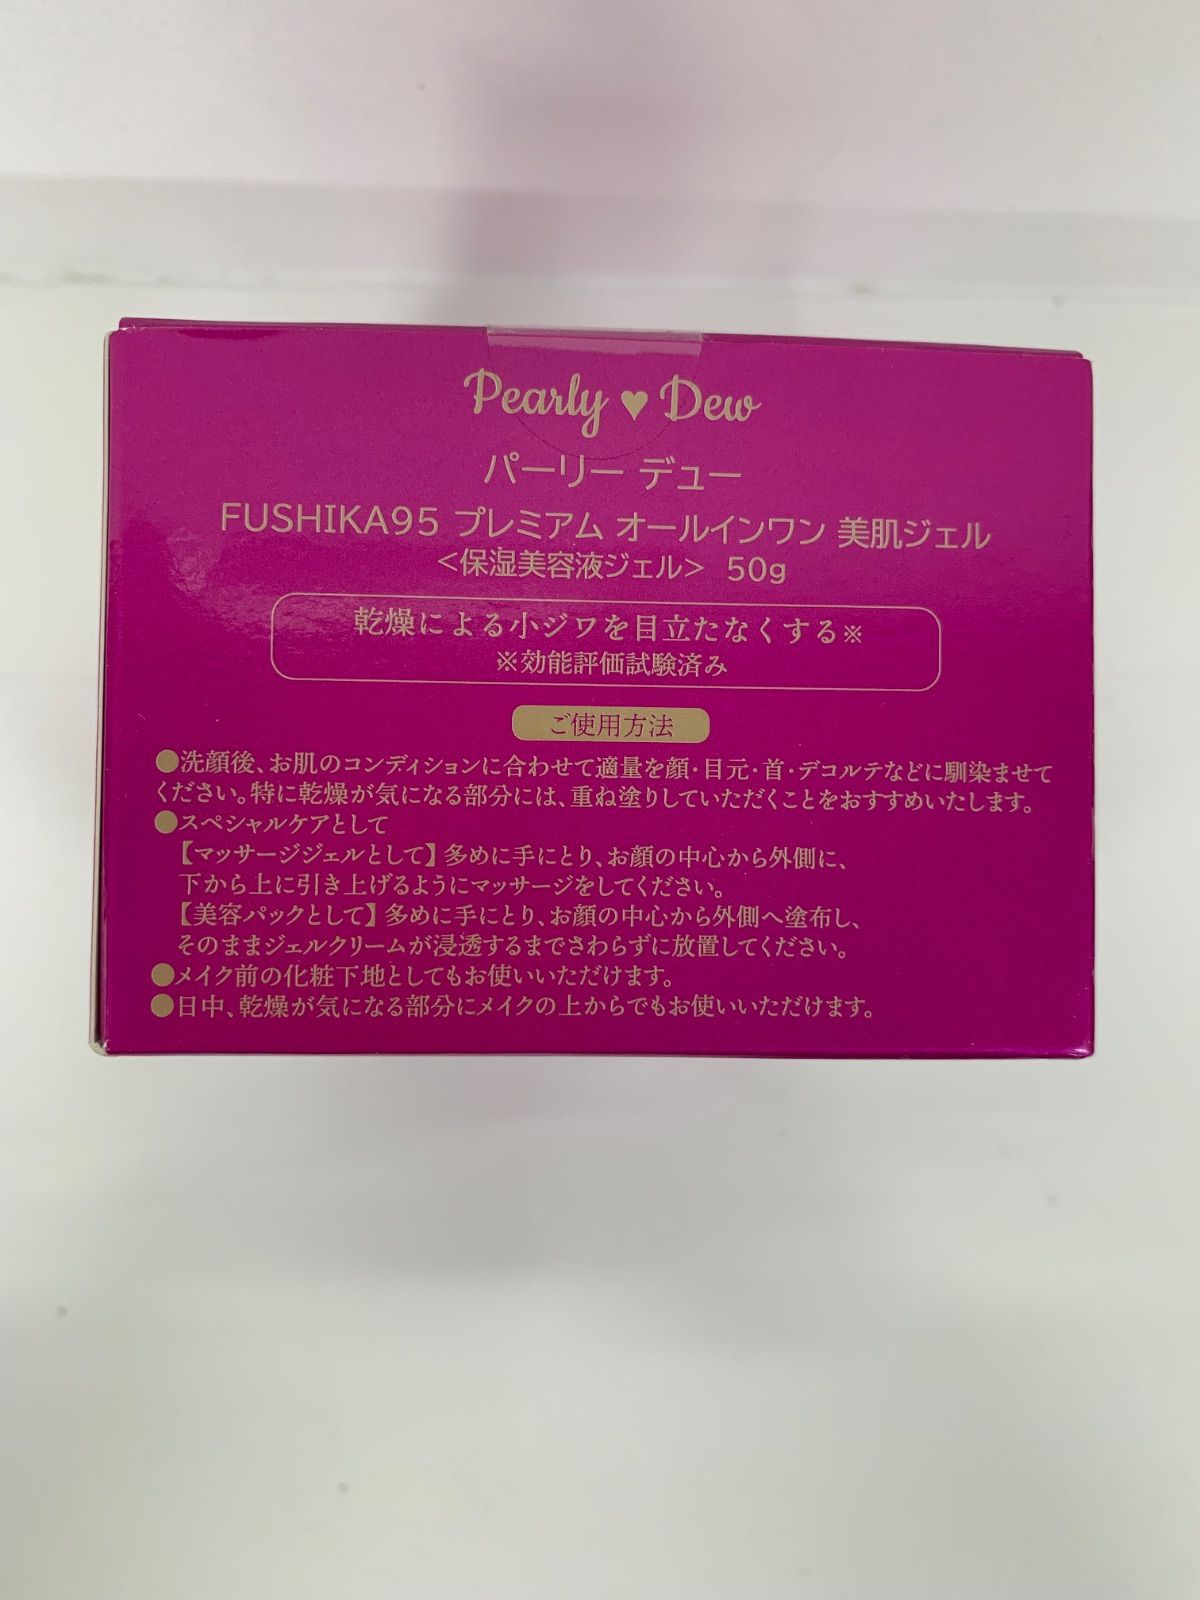 Pearly ♥ Dew
パーリー デュー
FUSHIKA95 プレミアム オールインワン 美肌ジェル
<保湿美容液ジェル> 50g
乾燥による小ジワを目立たなくする※
※効能評価試験済み
ご使用方法
●洗顔後、お肌のコンディションに合わせて適量を顔・目元・首・デコルテなどに馴染ませて
ください。特に乾燥が気になる部分には、重ね塗りしていただくことをおすすめいたします。
●スペシャルケアとして
【マッサージジェルとして】多めに手にとり、お顔の中心から外側に、
下から上に引き上げるようにマッサージをしてください。
【美容パックとして】多めに手にとり、お顔の中心から外側へ塗布し、
そのままジェルクリームが浸透するまでさわらずに放置してください。
●メイク前の化粧下地としてもお使いいただけます。
●日中、乾燥が気になる部分にメイクの上からでもお使いいただけます。